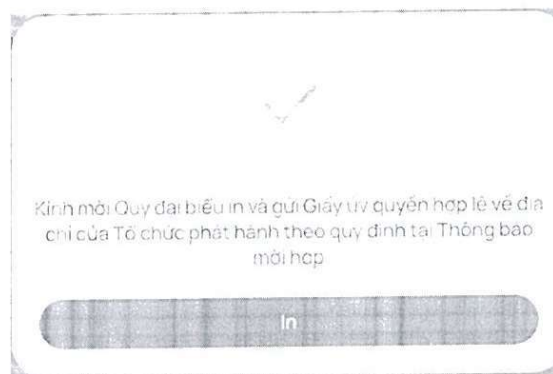 Kính mời Quý đại biểu in và gửi Giấy ủy quyền hợp lệ về địa
chỉ của Tổ chức phát hành theo quy định tại Thông báo
mời họp
In